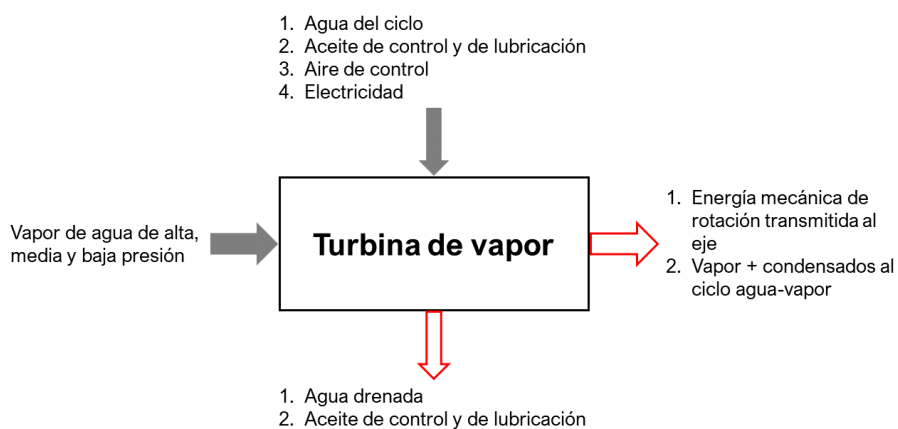 1. Agua del ciclo
2. Aceite de control y de lubricación
3. Aire de control
4. Electricidad
Vapor de agua de alta,
media y baja presión
Turbina de vapor
1. Energía mecánica de
rotación transmitida al
eje
2. Vapor + condensados al
ciclo agua-vapor
1. Agua drenada
2. Aceite de control y de lubricación